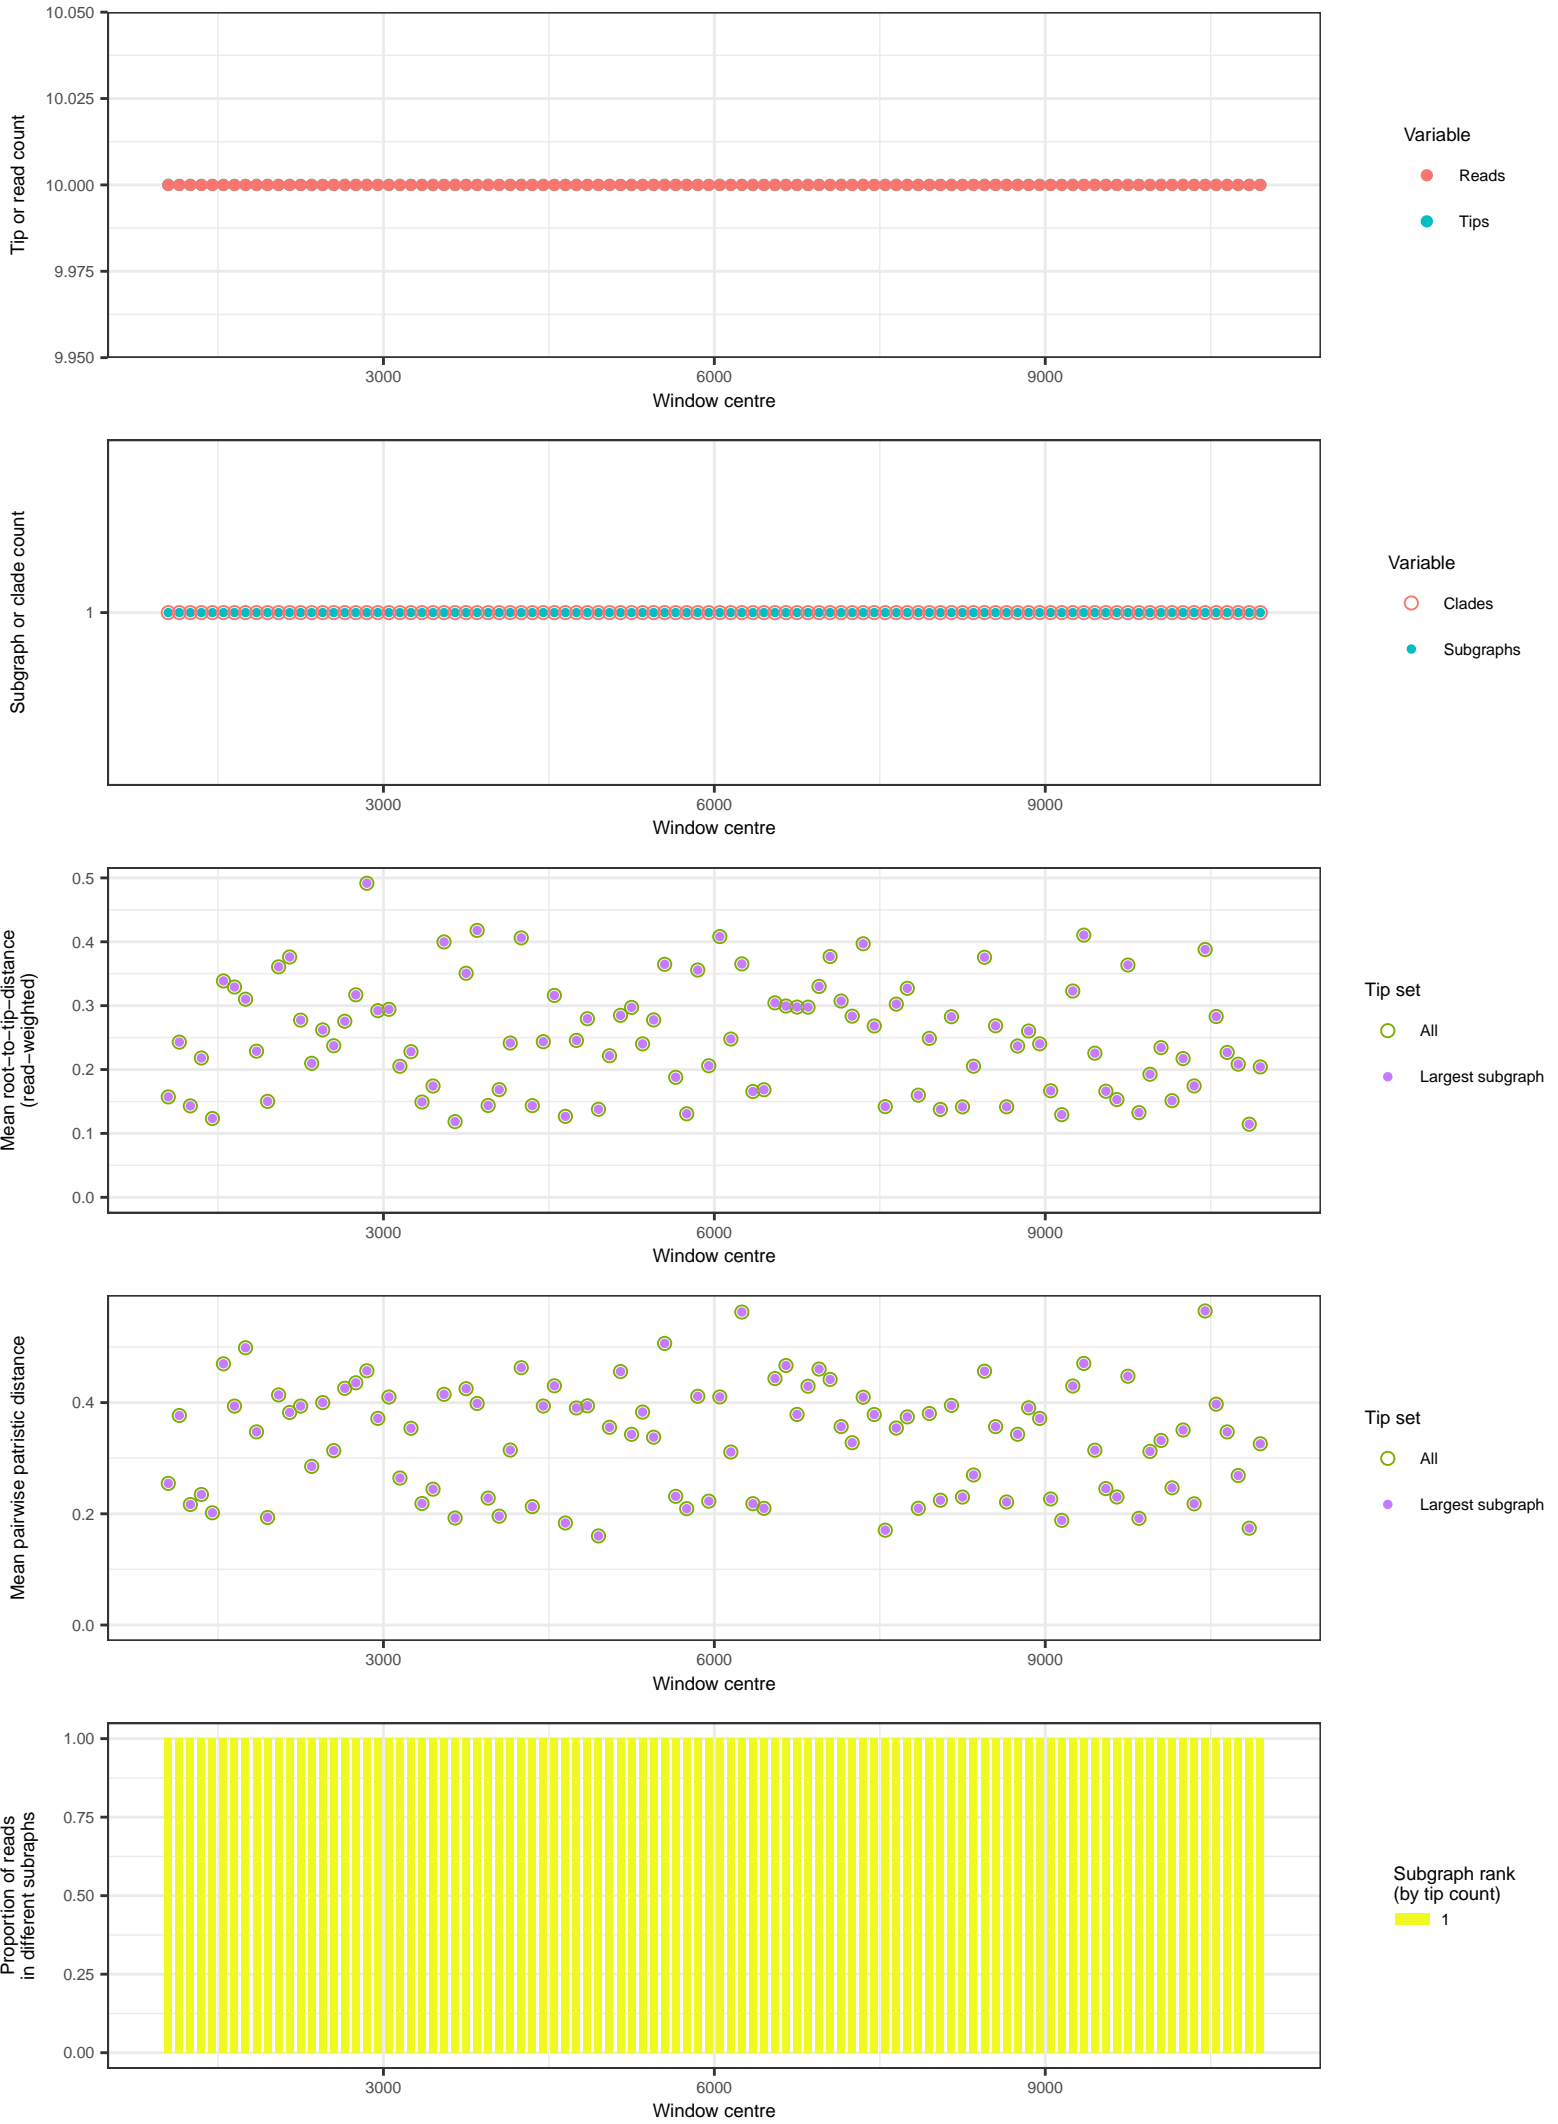 10.050
10.025
10.000
9.975
9.950
Tip or read count
3000
6000
9000
Window centre
Variable
Reads
Tips
1
Subgraph or clade count
3000
6000
9000
Window centre
Variable
Clades
Subgraphs
0.5
0.4
0.3
0.2
0.1
0.0
Mean root−to−tip−distance
(read−weighted)
3000
6000
9000
Window centre
Tip set
All
Largest subgraph
0.4
0.2
0.0
Mean pairwise patristic distance
3000
6000
9000
Window centre
Tip set
All
Largest subgraph
1.00
0.75
0.50
0.25
0.00
Proportion of reads
in different subraphs
3000
6000
9000
Window centre
Subgraph rank
(by tip count)
1